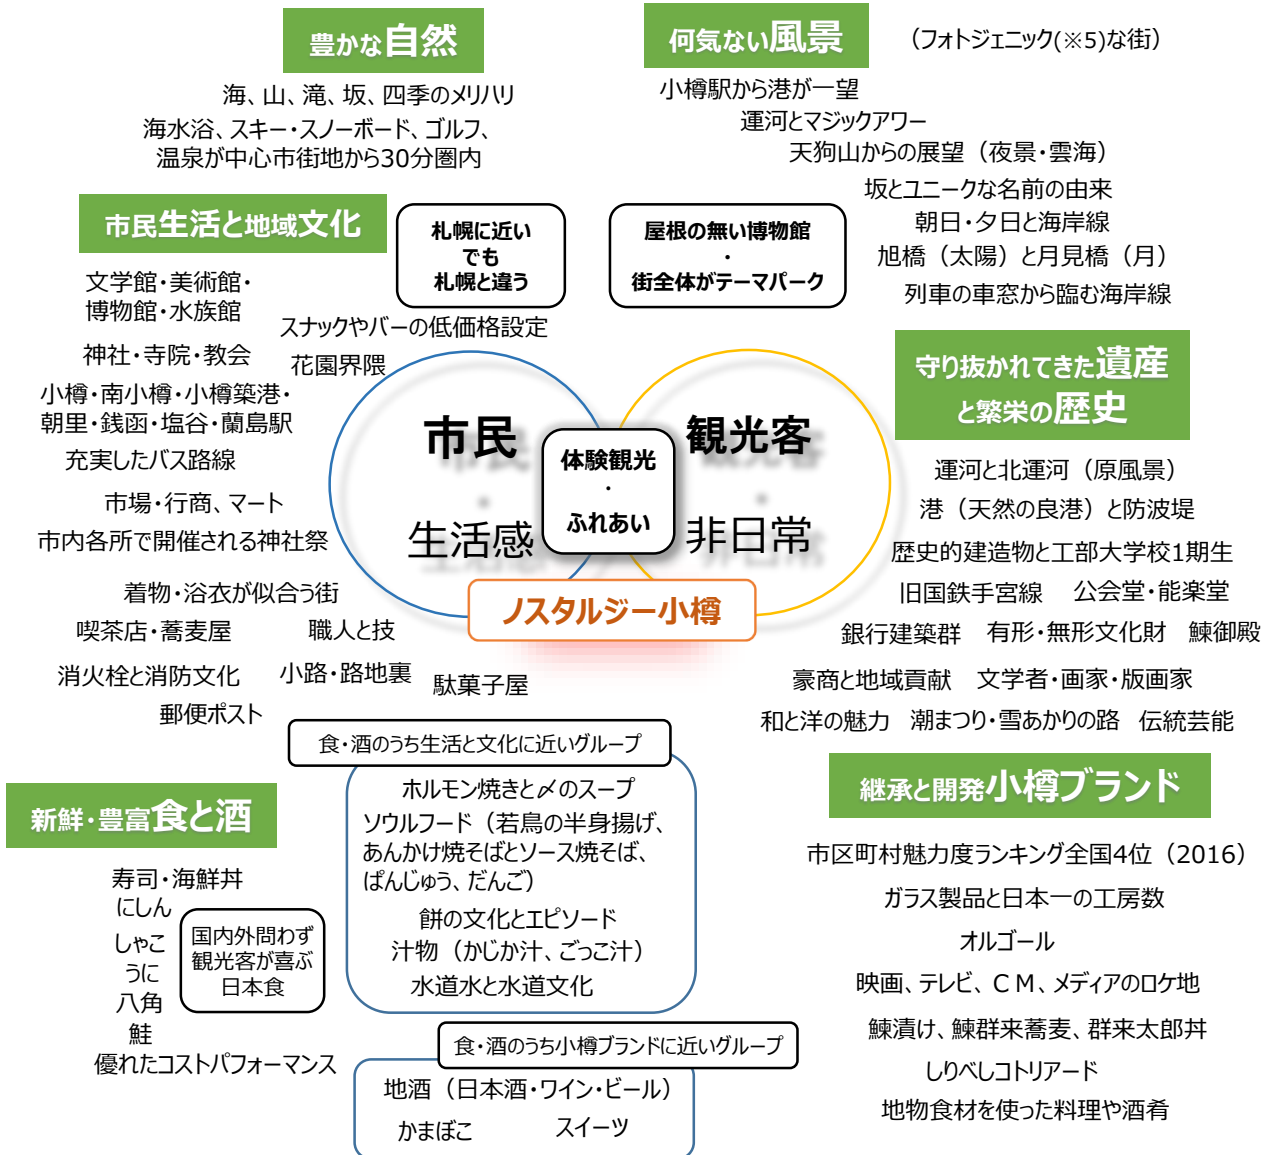 豊かな自然
海、山、滝、坂、四季のメリハリ
海水浴、スキー・スノーボード、ゴルフ、
温泉が中心市街地から30分圏内
何気ない風景
（フォトジェニック(※5)な街）
小樽駅から港が一望
運河とマジックアワー
天狗山からの展望（夜景・雲海）
坂とユニークな名前の由来
朝日・夕日と海岸線
旭橋（太陽）と月見橋（月）
列車の車窓から臨む海岸線
市民生活と地域文化
文学館・美術館・
博物館・水族館
神社・寺院・教会
小樽・南小樽・小樽築港・
朝里・銭函・塩谷・蘭島駅
充実したバス路線
市場・行商、マート
市内各所で開催される神社祭
着物・浴衣が似合う街
喫茶店・蕎麦屋
職人と技
消火栓と消防文化
小路・路地裏
駄菓子屋
郵便ポスト
スナックやバーの低価格設定
花園界隈
札幌に近い
でも
札幌と違う
屋根の無い博物館
・
街全体がテーマパーク
市民
・
生活感
体験観光
・
ふれあい
観光客
・
非日常
ノスタルジー小樽
守り抜かれてきた遺産
と繁栄の歴史
運河と北運河（原風景）
港（天然の良港）と防波堤
歴史的建造物と工部大学校1期生
旧国鉄手宮線
公会堂・能楽堂
銀行建築群
有形・無形文化財
鰊御殿
豪商と地域貢献
文学者・画家・版画家
和と洋の魅力
潮まつり・雪あかりの路
伝統芸能
新鮮・豊富食と酒
寿司・海鮮丼
にしん
しゃこ
うに
八角
鮭
優れたコストパフォーマンス
国内外問わず
観光客が喜ぶ
日本食
食・酒のうち生活と文化に近いグループ
ホルモン焼きと〆のスープ
ソウルフード（若鳥の半身揚げ、
あんかけ焼そばとソース焼そば、
ぱんじゅう、だんご）
餅の文化とエピソード
汁物（かじか汁、ごっこ汁）
水道水と水道文化
食・酒のうち小樽ブランドに近いグループ
地酒（日本酒・ワイン・ビール）
かまぼこ
スイーツ
継承と開発小樽ブランド
市区町村魅力度ランキング全国4位（2016）
ガラス製品と日本一の工房数
オルゴール
映画、テレビ、ＣＭ、メディアのロケ地
鰊漬け、鰊群来蕎麦、群来太郎丼
しりべしコトリアード
地物食材を使った料理や酒肴